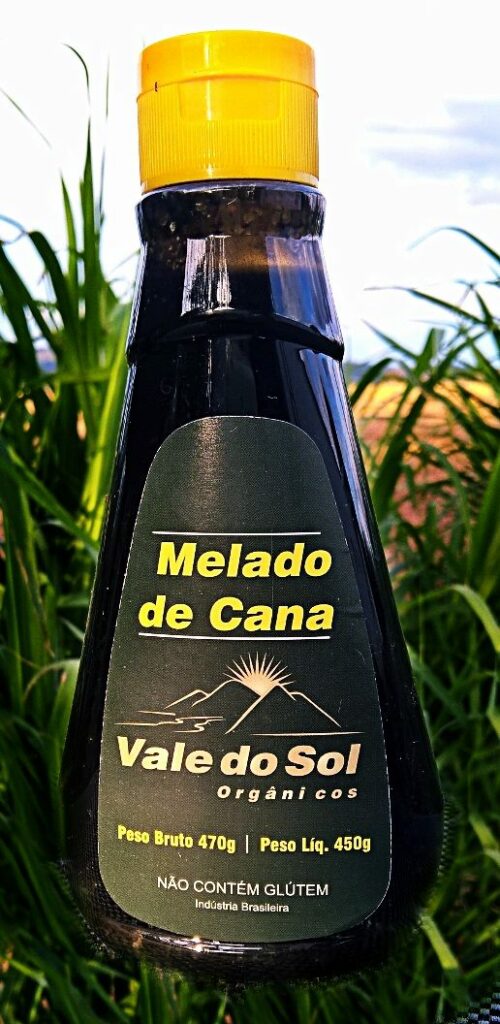 Melado
de Cana
Vale do Sol
Orgânicos
Peso Bruto 470g | Peso Líq. 450g
NÃO CONTÉM GLÚTEM
Indústria Brasileira